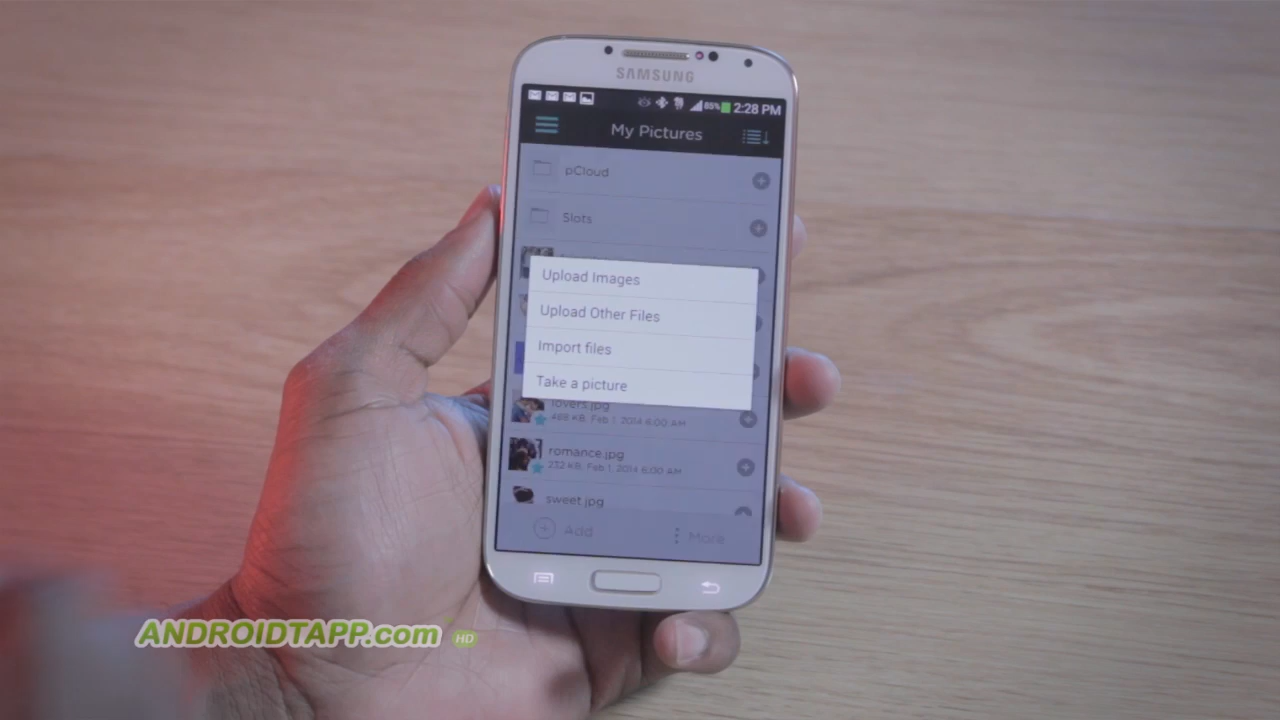 SAMSUNG
85% 2:28 PM
My Pictures
pCloud
Slots
Upload Images
Upload Other Files
Import files
Take a picture
lovers.jpg
468 KB, Feb 1, 2014 6:00 AM
romance.jpg
232 KB, Feb 1, 2014 6:00 AM
sweet.jpg
Add
More
ANDROIDTAPP.com HD